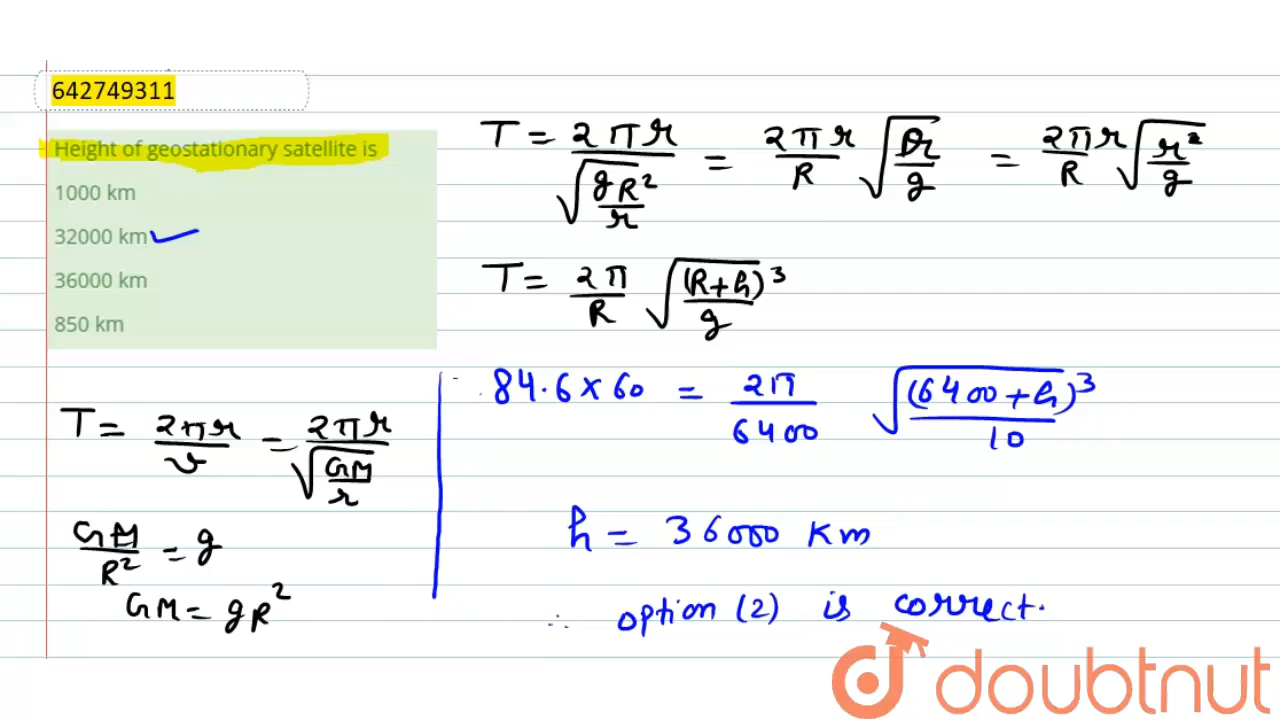 642749311
Height of geostationary satellite is
1000 km
32000 km ✓
36000 km
850 km
T = 2πr / v = 2πr / √(GM/r)
GM/R² = g
GM = gR²
T = 2πr / √(gR²/r) = 2πr/R √(r/g) = 2πr/R √(r²/g)
T = 2π/R √((R+h)³/g)
84.6 × 60 = 2π/6400 √((6400+h)³/10)
h = 36000 Km
∴ option (2) is correct.
doubtnut